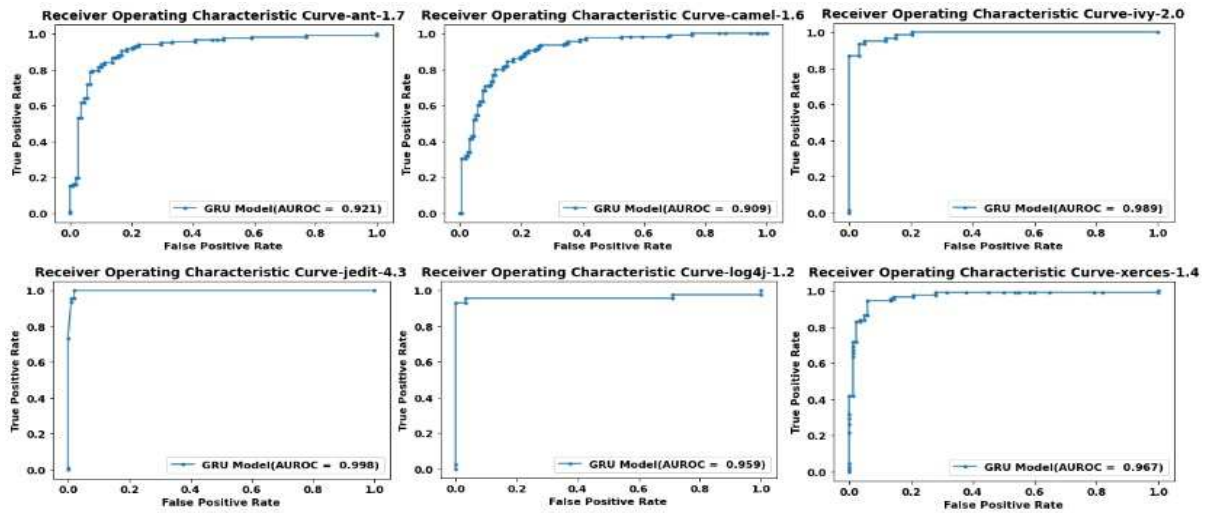 Receiver Operating Characteristic Curve-ant-1.7
True Positive Rate
1.0
0.8
0.6
0.4
0.2
0.0
GRU Model(AUROC = 0.921)
0.0 0.2 0.4 0.6 0.8 1.0
False Positive Rate
Receiver Operating Characteristic Curve-camel-1.6
True Positive Rate
1.0
0.8
0.6
0.4
0.2
0.0
GRU Model(AUROC = 0.909)
0.0 0.2 0.4 0.6 0.8 1.0
False Positive Rate
Receiver Operating Characteristic Curve-ivy-2.0
True Positive Rate
1.0
0.8
0.6
0.4
0.2
0.0
GRU Model(AUROC = 0.989)
0.0 0.2 0.4 0.6 0.8 1.0
False Positive Rate
Receiver Operating Characteristic Curve-jedit-4.3
True Positive Rate
1.0
0.8
0.6
0.4
0.2
0.0
GRU Model(AUROC = 0.998)
0.0 0.2 0.4 0.6 0.8 1.0
False Positive Rate
Receiver Operating Characteristic Curve-log4j-1.2
True Positive Rate
1.0
0.8
0.6
0.4
0.2
0.0
GRU Model(AUROC = 0.959)
0.0 0.2 0.4 0.6 0.8 1.0
False Positive Rate
Receiver Operating Characteristic Curve-xerces-1.4
True Positive Rate
1.0
0.8
0.6
0.4
0.2
0.0
GRU Model(AUROC = 0.967)
0.0 0.2 0.4 0.6 0.8 1.0
False Positive Rate